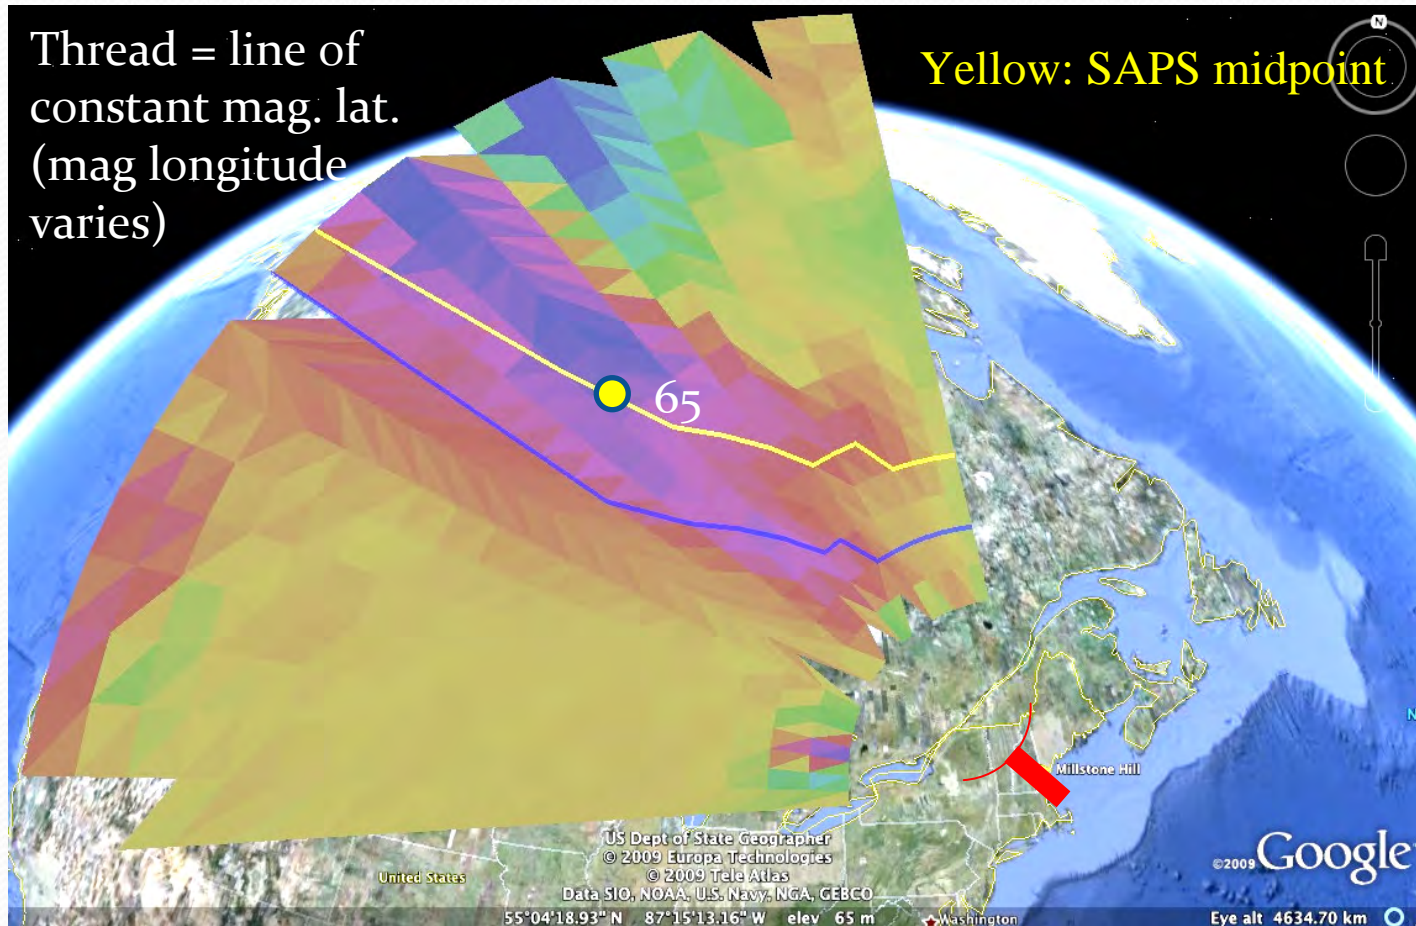 Thread = line of
constant mag. lat.
(mag longitude
varies)
Yellow: SAPS midpoint
N
65
Millstone Hill
N
US Dept of State Geographer
© 2009 Europa Technologies
© 2009 Tele Atlas
Data SIO, NOAA, U.S. Navy, NGA, GEBCO
©2009 Google
United States
55°04'18.93" N 87°15'13.16" W elev 65 m
Washington
Eye alt 4634.70 km